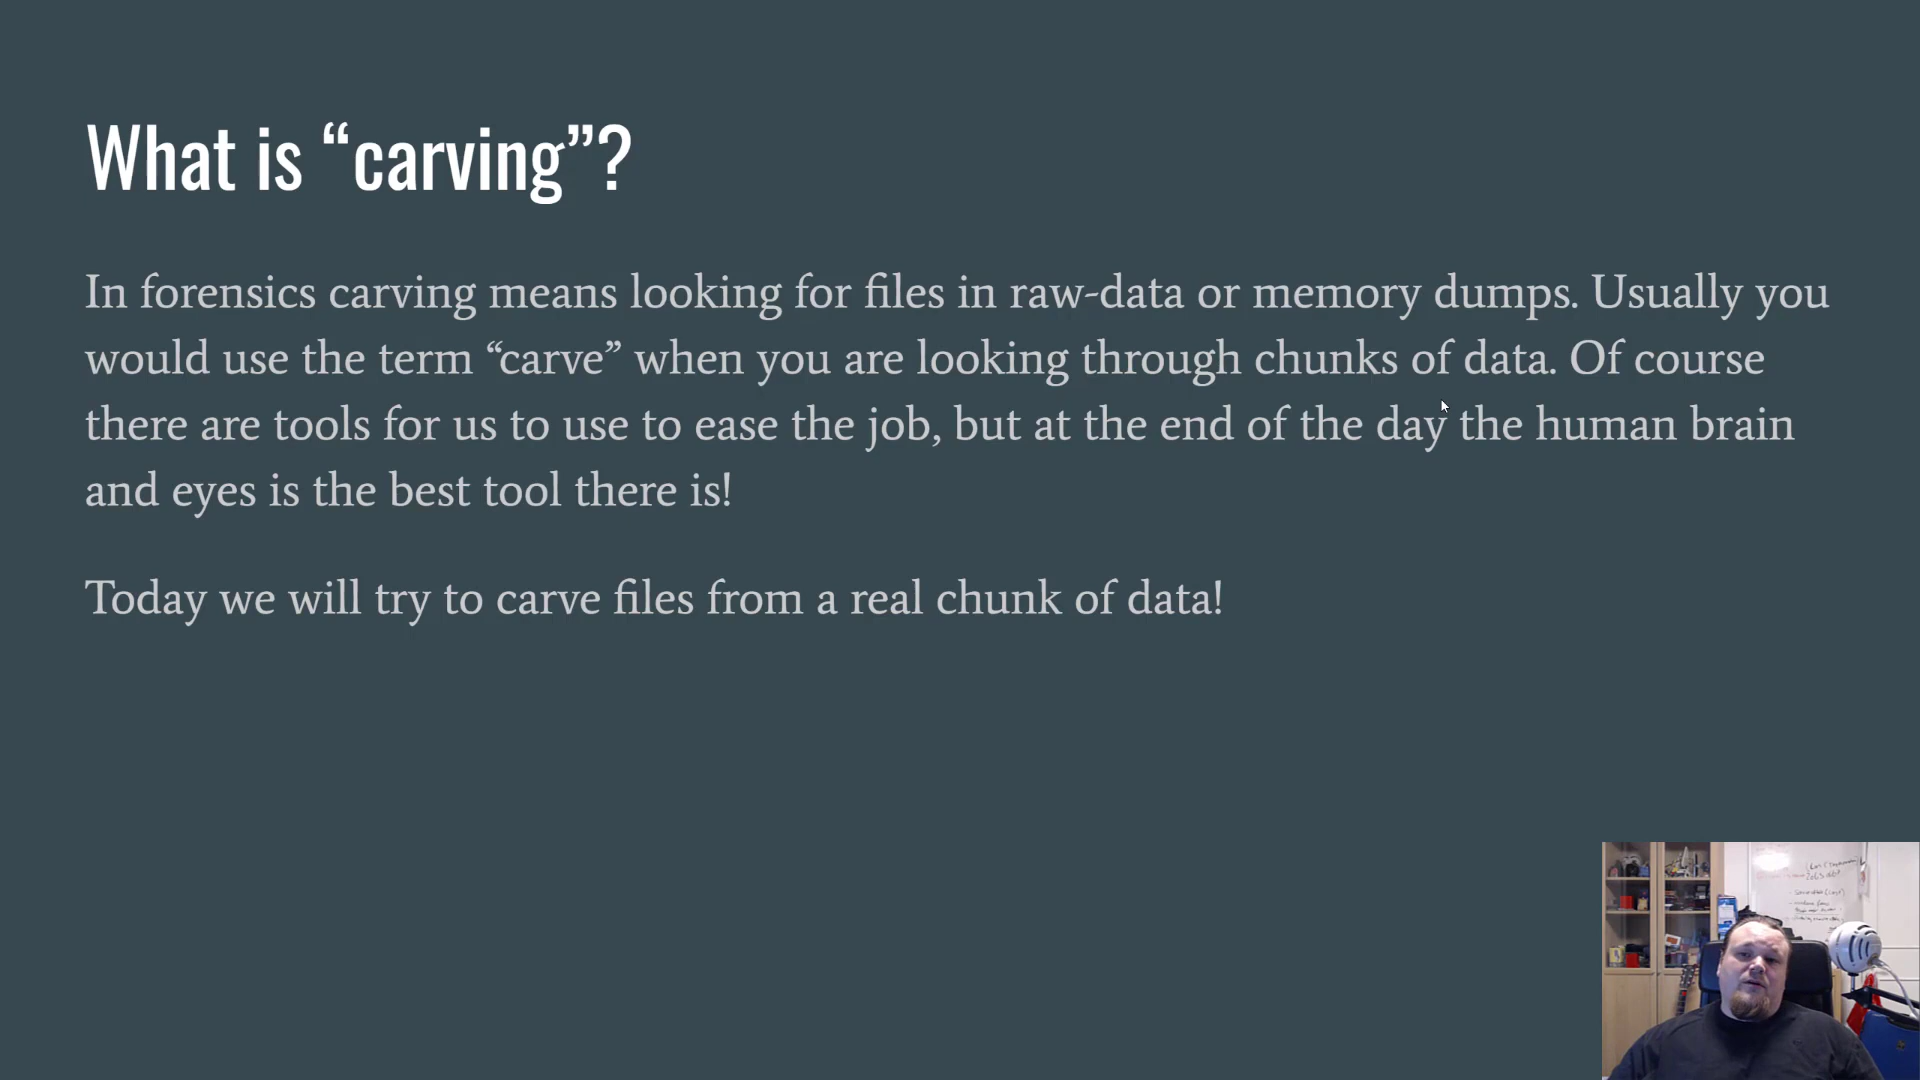 What is “carving”?
In forensics carving means looking for files in raw-data or memory dumps. Usually you
would use the term “carve” when you are looking through chunks of data. Of course
there are tools for us to use to ease the job, but at the end of the day the human brain
and eyes is the best tool there is!
Today we will try to carve files from a real chunk of data!